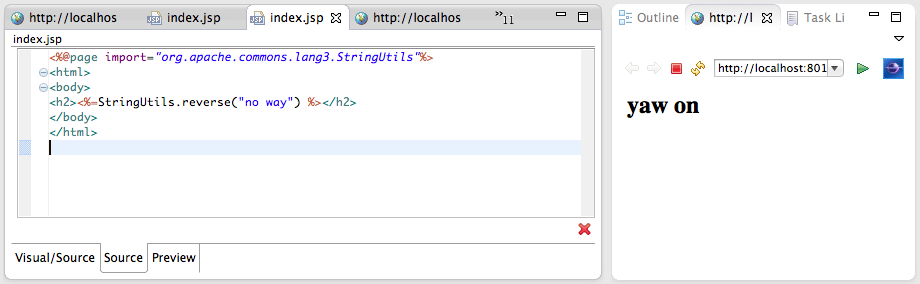 http://localhos index.jsp index.jsp http://localhos »11
index.jsp
<%@page import="org.apache.commons.lang3.StringUtils"%>
<html>
<body>
<h2><%=StringUtils.reverse("no way") %></h2>
</body>
</html>
Visual/Source Source Preview
Outline http://l Task Li
http://localhost:801
yaw on